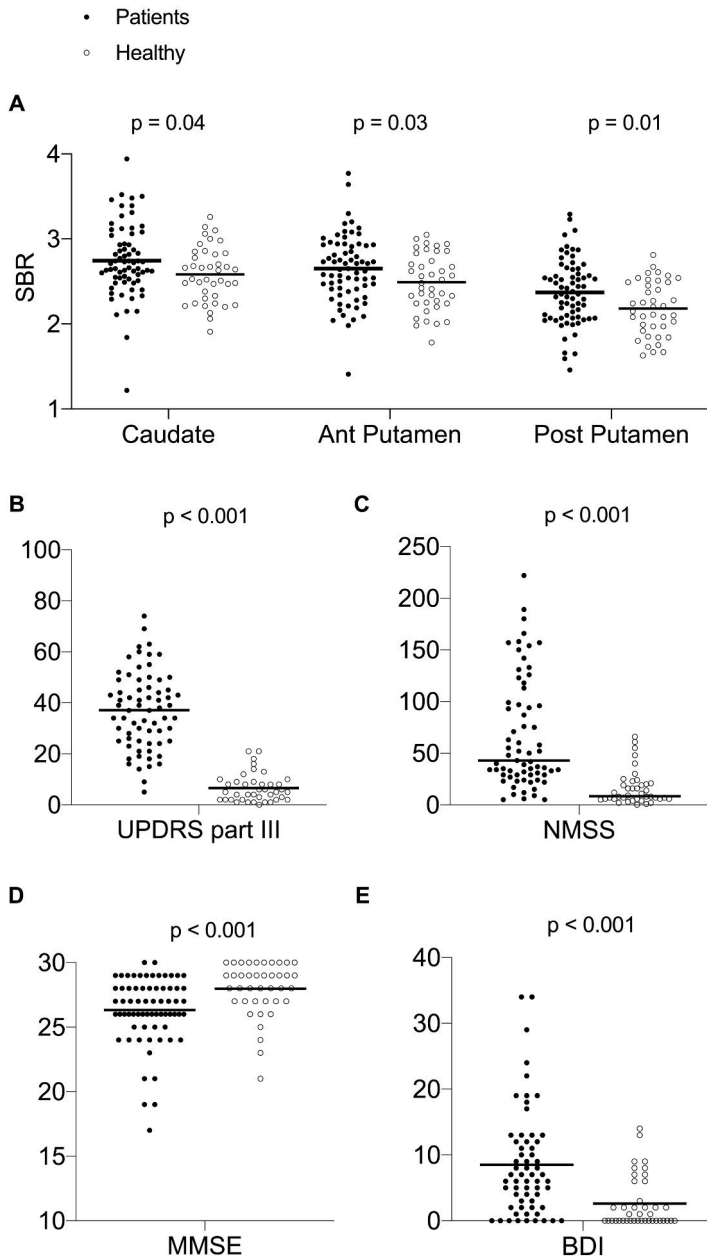 Patients
Healthy
A
p = 0.04 p = 0.03 p = 0.01
SBR
4
3
2
1
Caudate Ant Putamen Post Putamen
B
p < 0.001
100
80
60
40
20
0
UPDRS part III
C
p < 0.001
250
200
150
100
50
0
NMSS
D
p < 0.001
30
25
20
15
10
MMSE
E
p < 0.001
40
30
20
10
0
BDI